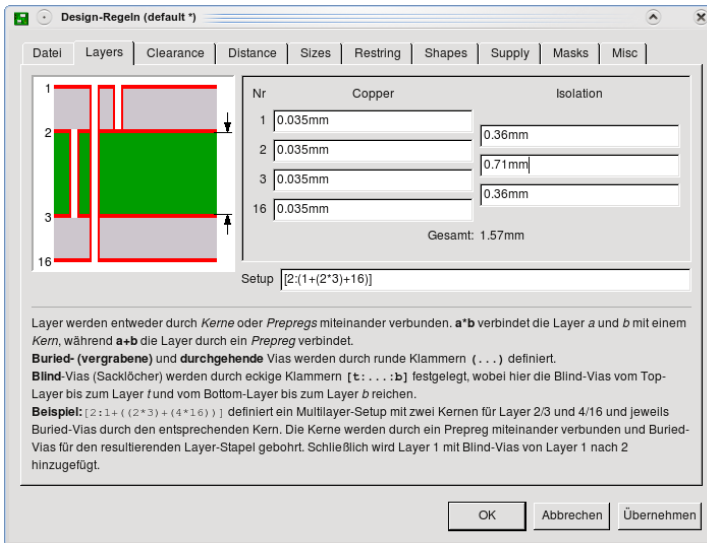 Design-Regeln (default *)
Datei Layers Clearance Distance Sizes Restring Shapes Supply Masks Misc
1
2
3
16
Nr Copper Isolation
1 0.035mm
0.36mm
2 0.035mm
0.71mm
3 0.035mm
0.36mm
16 0.035mm
Gesamt: 1.57mm
Setup [2:(1+(2*3)+16)]
Layer werden entweder durch Kerne oder Prepregs miteinander verbunden. a*b verbindet die Layer a und b mit einem
Kern, während a+b die Layer durch ein Prepreg verbindet.
Buried- (vergrabene) und durchgehende Vias werden durch runde Klammern (...) definiert.
Blind-Vias (Sacklöcher) werden durch eckige Klammern [t:...:b] festgelegt, wobei hier die Blind-Vias vom Top-
Layer bis zum Layer t und vom Bottom-Layer bis zum Layer b reichen.
Beispiel: [2:1+((2*3)+(4*16))] definiert ein Multilayer-Setup mit zwei Kernen für Layer 2/3 und 4/16 und jeweils
Buried-Vias durch den entsprechenden Kern. Die Kerne werden durch ein Prepreg miteinander verbunden und Buried-
Vias für den resultierenden Layer-Stapel gebohrt. Schließlich wird Layer 1 mit Blind-Vias von Layer 1 nach 2
hinzugefügt.
OK Abbrechen Übernehmen